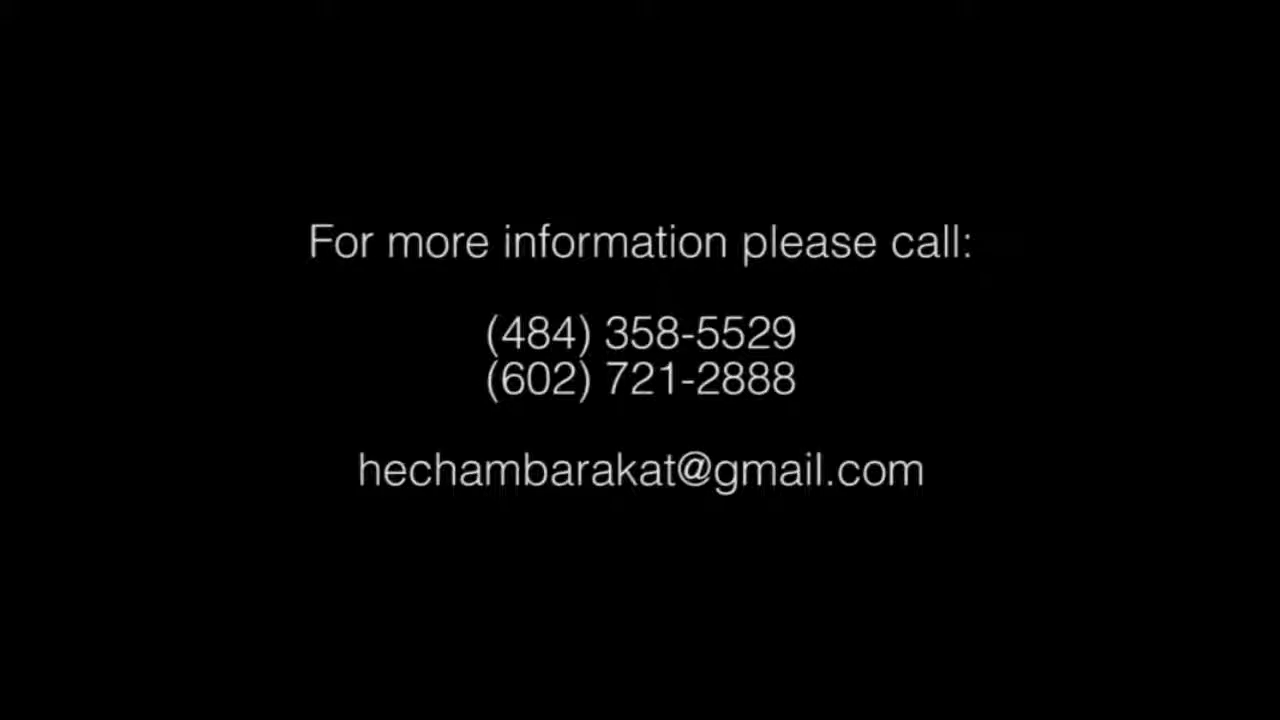 For more information please call:
(484) 358-5529
(602) 721-2888
hechambarakat@gmail.com